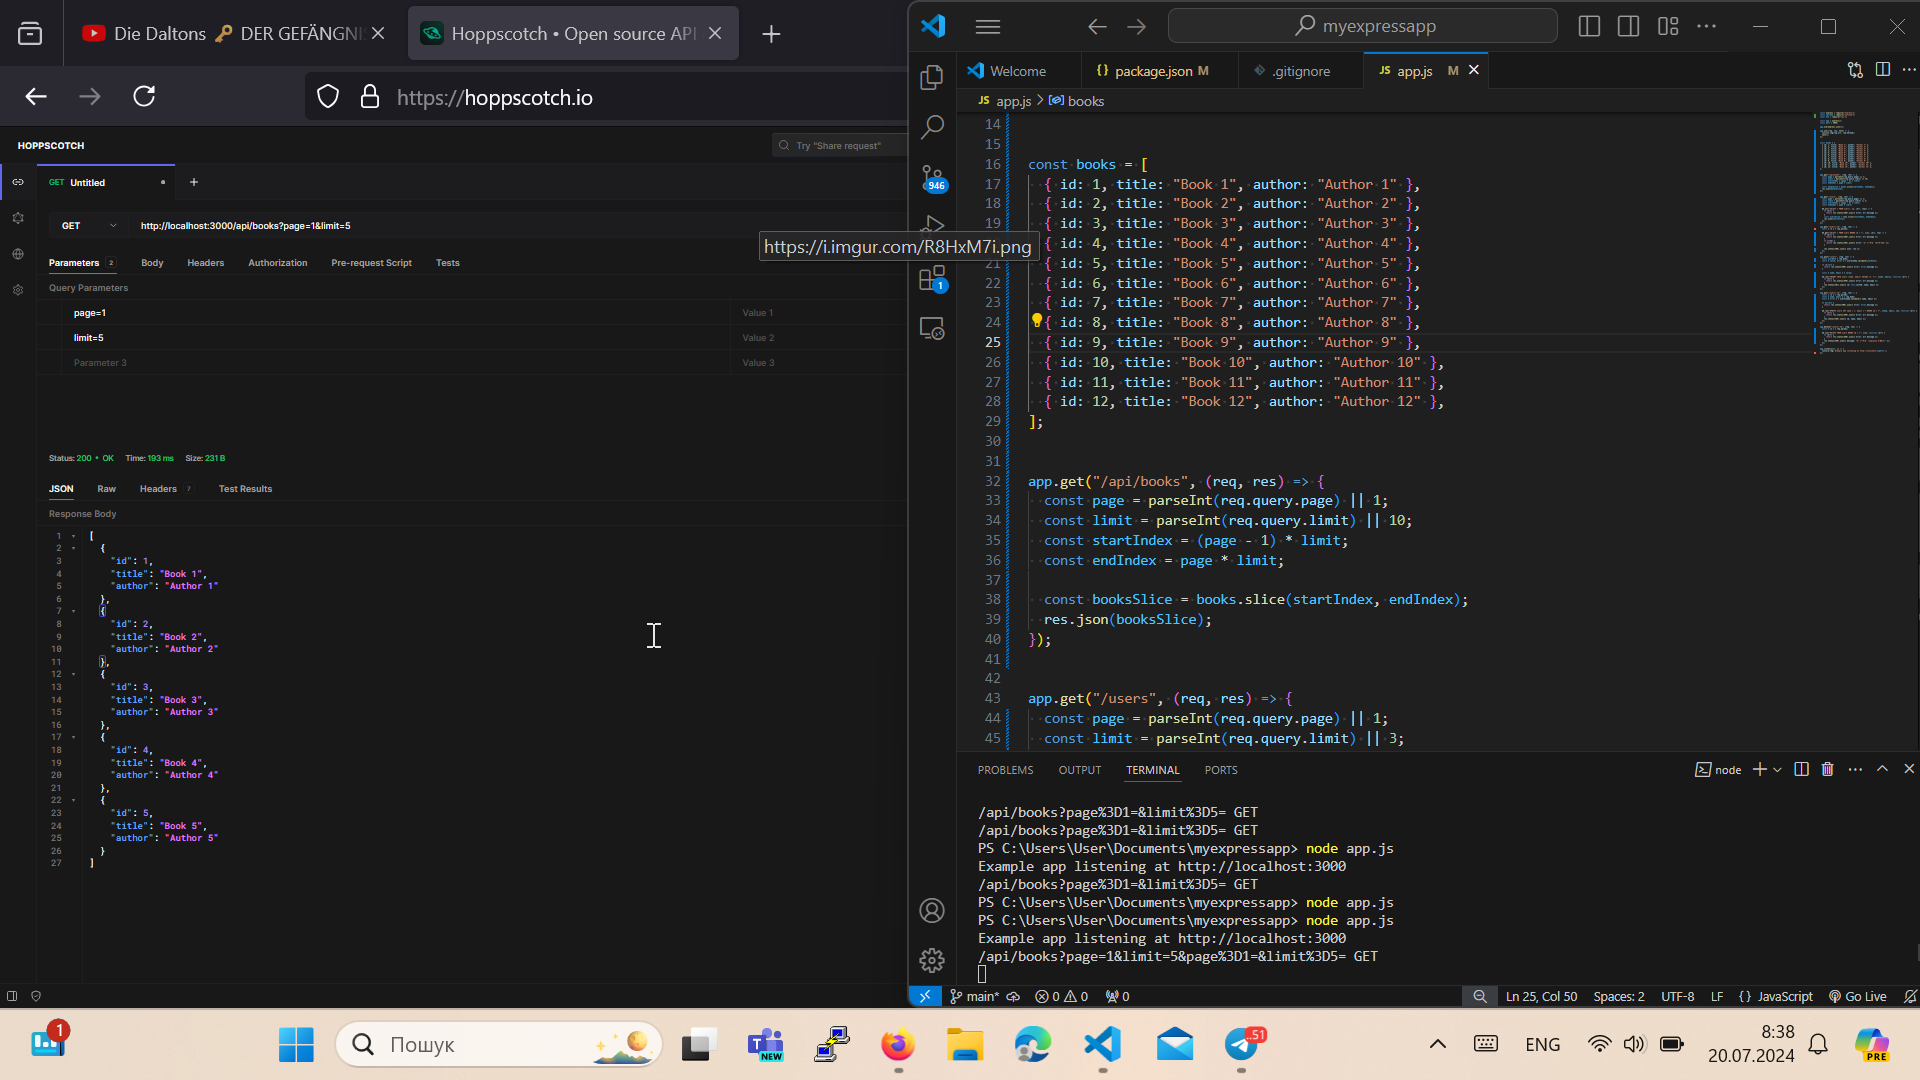 Die Daltons 🔑 DER GEFÄNGNI
Hoppscotch • Open source API
https://hoppscotch.io
HOPPSCOTCH
Try "Share request"
GET Untitled
GET
http://localhost:3000/api/books?page=1&limit=5
Parameters 2 Body Headers Authorization Pre-request Script Tests
Query Parameters
page=1 Value 1
limit=5 Value 2
Parameter 3 Value 3
Status: 200 • OK Time: 193 ms Size: 231 B
JSON Raw Headers 7 Test Results
Response Body
1 [
2 {
3 "id": 1,
4 "title": "Book 1",
5 "author": "Author 1"
6 },
7 {
8 "id": 2,
9 "title": "Book 2",
10 "author": "Author 2"
11 },
12 {
13 "id": 3,
14 "title": "Book 3",
15 "author": "Author 3"
16 },
17 {
18 "id": 4,
19 "title": "Book 4",
20 "author": "Author 4"
21 },
22 {
23 "id": 5,
24 "title": "Book 5",
25 "author": "Author 5"
26 }
27 ]
https://i.imgur.com/R8HxM7i.png
myexpressapp
Welcome
{} package.json M
.gitignore
JS app.js M
JS app.js > books
946
1
14
15
16 const books = [
17 { id: 1, title: "Book 1", author: "Author 1" },
18 { id: 2, title: "Book 2", author: "Author 2" },
19 { id: 3, title: "Book 3", author: "Author 3" },
{ id: 4, title: "Book 4", author: "Author 4" },
21 { id: 5, title: "Book 5", author: "Author 5" },
22 { id: 6, title: "Book 6", author: "Author 6" },
23 { id: 7, title: "Book 7", author: "Author 7" },
24 { id: 8, title: "Book 8", author: "Author 8" },
25 { id: 9, title: "Book 9", author: "Author 9" },
26 { id: 10, title: "Book 10", author: "Author 10" },
27 { id: 11, title: "Book 11", author: "Author 11" },
28 { id: 12, title: "Book 12", author: "Author 12" },
29 ];
30
31
32 app.get("/api/books", (req, res) => {
33 const page = parseInt(req.query.page) || 1;
34 const limit = parseInt(req.query.limit) || 10;
35 const startIndex = (page - 1) * limit;
36 const endIndex = page * limit;
37
38 const booksSlice = books.slice(startIndex, endIndex);
39 res.json(booksSlice);
40 });
41
42
43 app.get("/users", (req, res) => {
44 const page = parseInt(req.query.page) || 1;
45 const limit = parseInt(req.query.limit) || 3;
PROBLEMS OUTPUT TERMINAL PORTS
node
/api/books?page%3D1=&limit%3D5= GET
/api/books?page%3D1=&limit%3D5= GET
PS C:\Users\User\Documents\myexpressapp> node app.js
Example app listening at http://localhost:3000
/api/books?page%3D1=&limit%3D5= GET
PS C:\Users\User\Documents\myexpressapp> node app.js
PS C:\Users\User\Documents\myexpressapp> node app.js
Example app listening at http://localhost:3000
/api/books?page=1&limit=5&page%3D1=&limit%3D5= GET
main* 0 0 0
Ln 25, Col 50 Spaces: 2 UTF-8 LF {} JavaScript Go Live
1
Пошук
NEW
51
ENG
8:38
20.07.2024
PRE